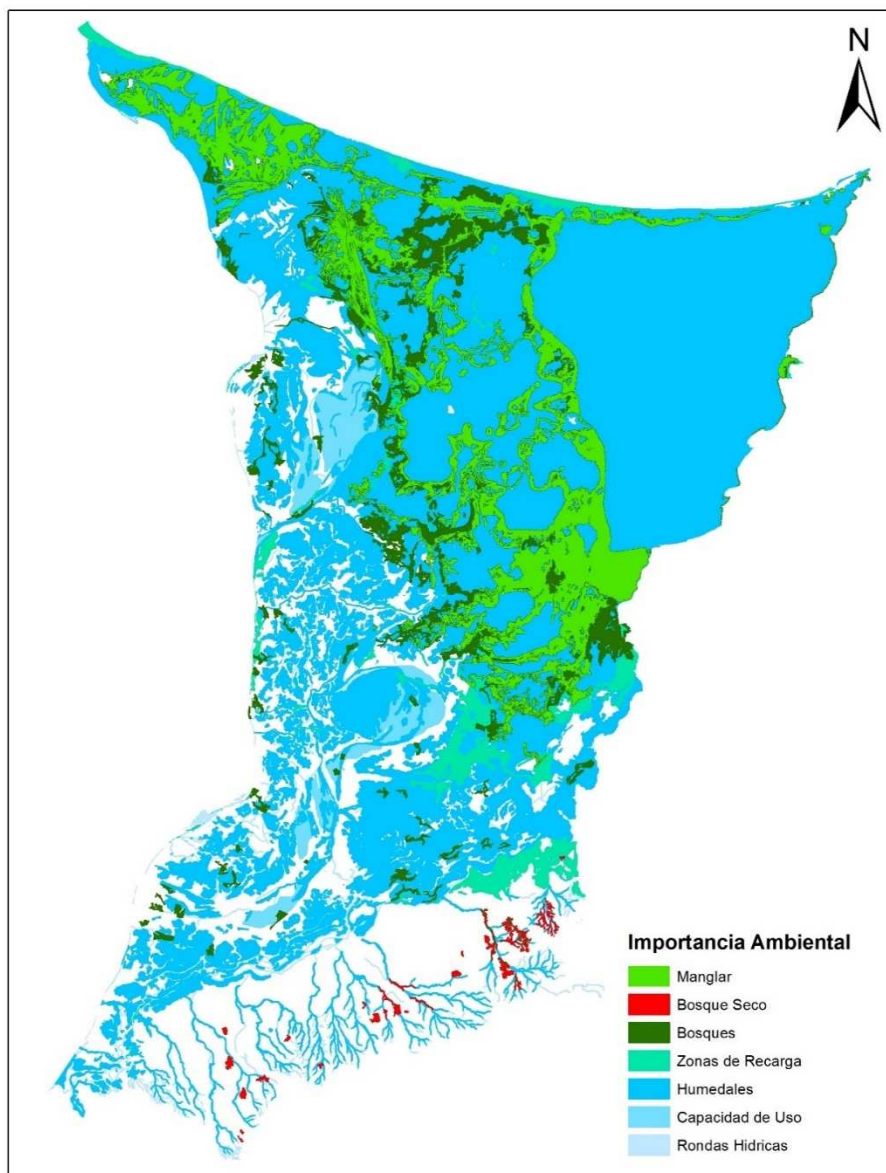 N
Importancia Ambiental
Manglar
Bosque Seco
Bosques
Zonas de Recarga
Humedales
Capacidad de Uso
Rondas Hidricas